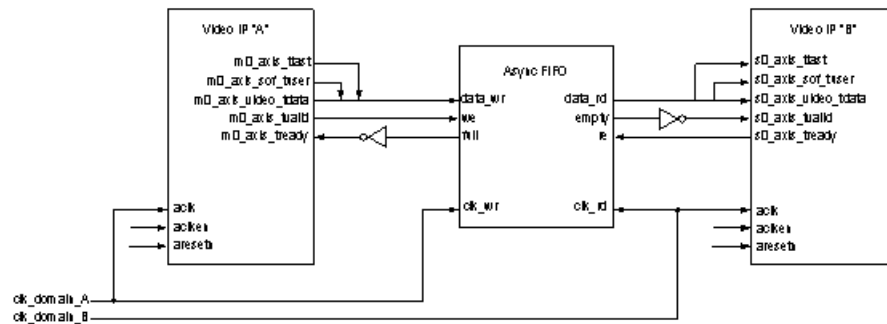 Video IP "A"
m0_axis_tlast
m0_axis_sof_tuser
m0_axis_video_tdata
m0_axis_tvalid
m0_axis_tready
aclk
aclken
aresetn
Async FIFO
data_wr
we
full
clk_wr
data_rd
empty
re
clk_rd
Video IP "B"
s0_axis_tlast
s0_axis_sof_tuser
s0_axis_video_tdata
s0_axis_tvalid
s0_axis_tready
aclk
aclken
aresetn
clk_domain_A
clk_domain_B